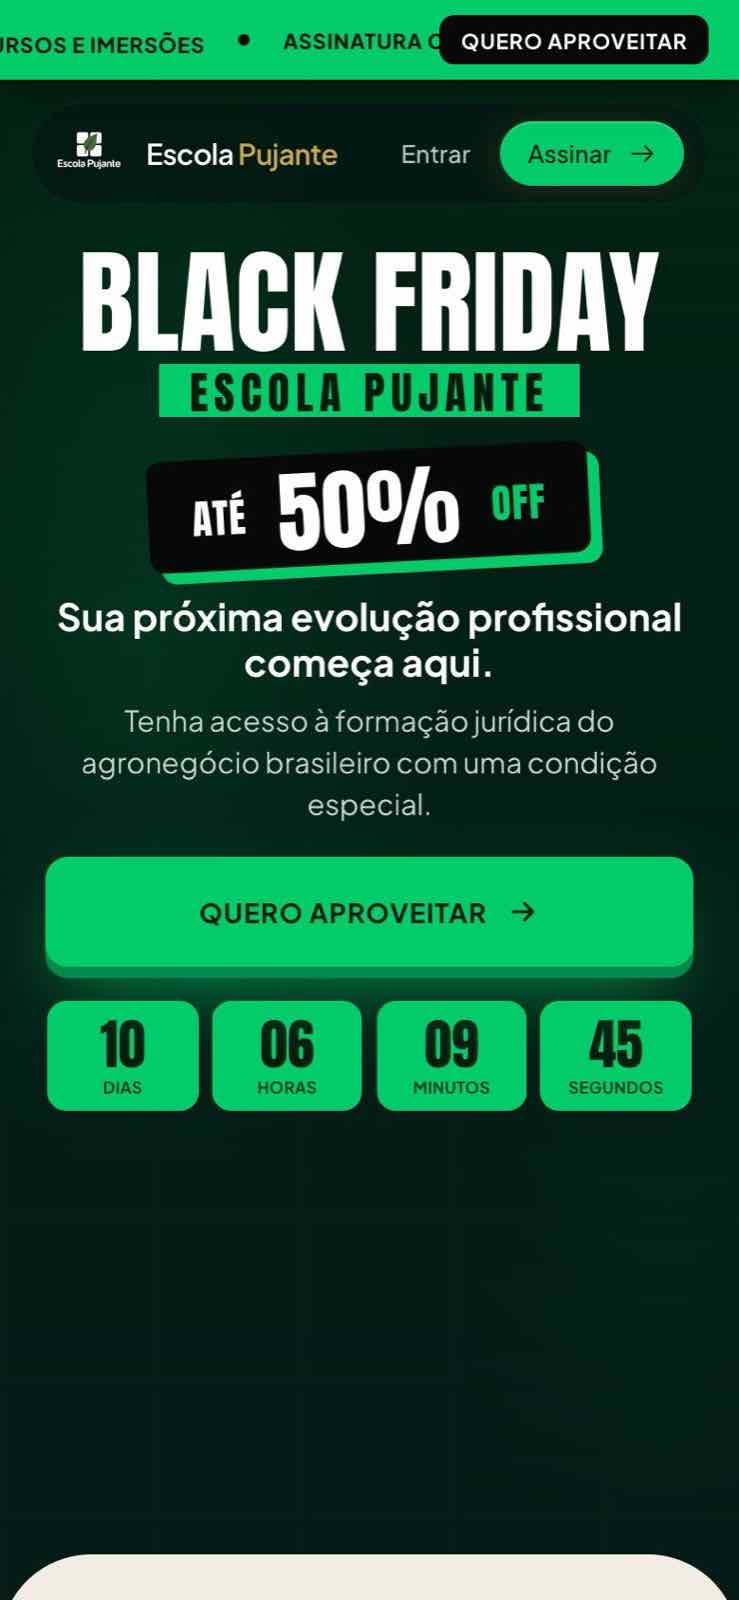 E IMERSÕES • ASSINATURA
QUERO APROVEITAR
Escola Pujante
Escola Pujante
Entrar
Assinar →
BLACK FRIDAY
ESCOLA PUJANTE
ATÉ 50% OFF
Sua próxima evolução profissional
começa aqui.
Tenha acesso à formação jurídica do
agronegócio brasileiro com uma condição
especial.
QUERO APROVEITAR →
10 06 09 45
DIAS HORAS MINUTOS SEGUNDOS